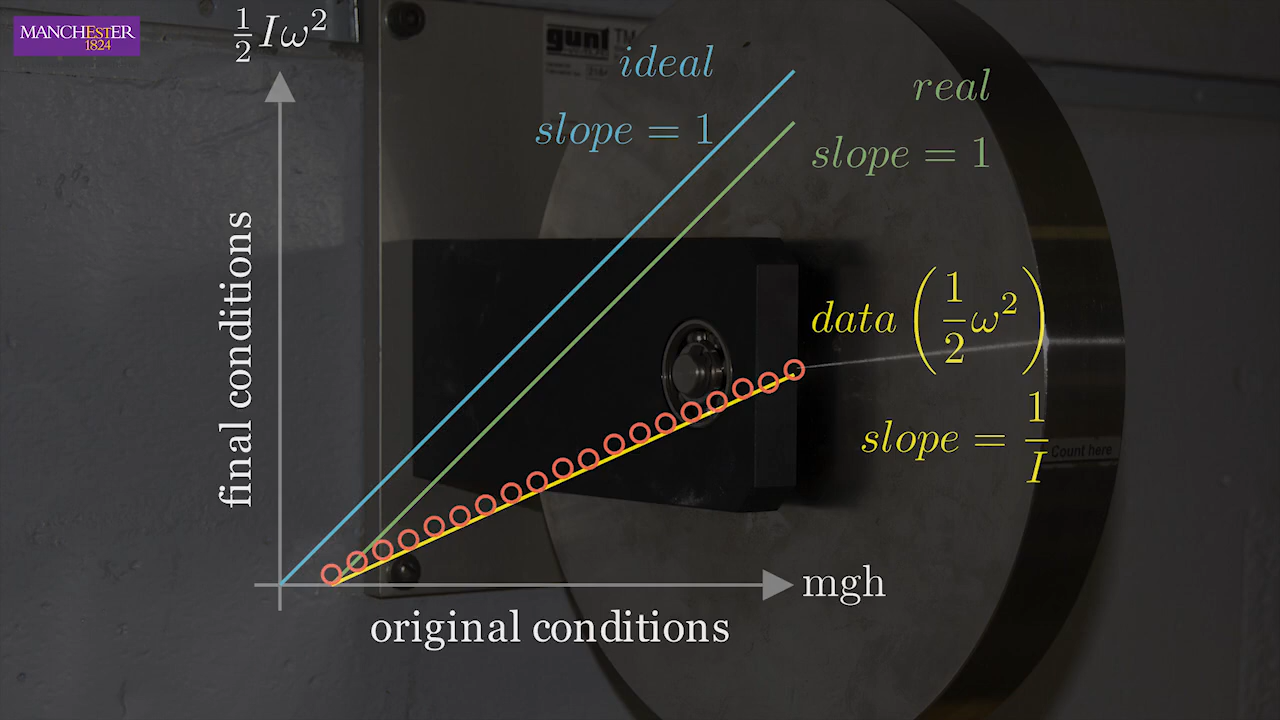 MANCHESTER
1824
½Iω²
gunt
TM
ideal
slope = 1
real
slope = 1
final conditions
data (½ω²)
slope = 1/I
Count here
mgh
original conditions